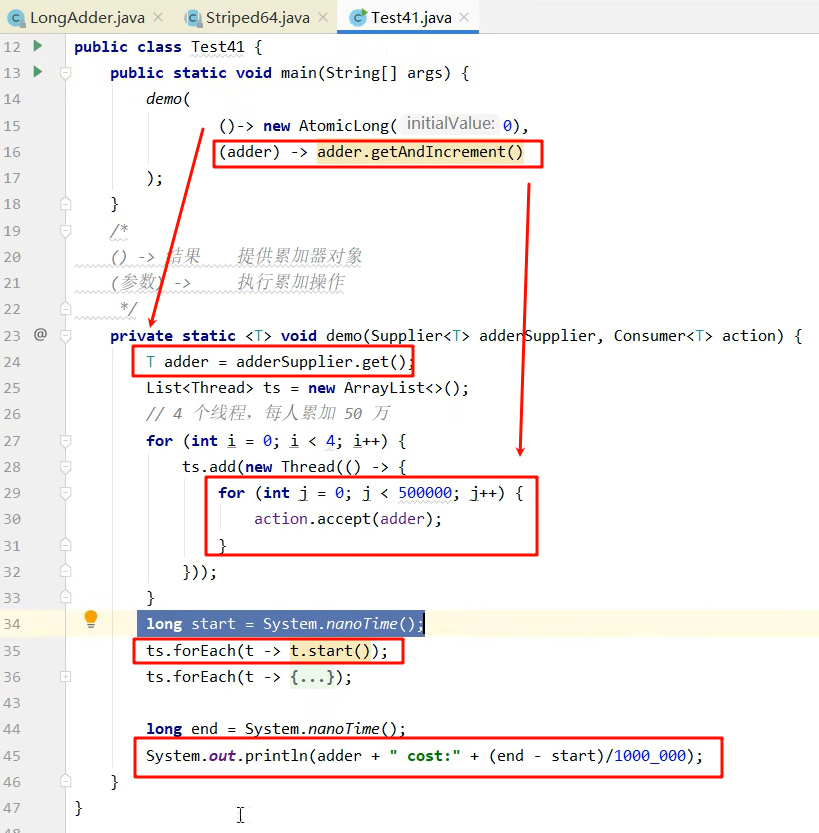 LongAdder.java × Striped64.java × Test41.java ×
12 public class Test41 {
13 public static void main(String[] args) {
14 demo(
15 ()-> new AtomicLong( initialValue: 0),
16 (adder) -> adder.getAndIncrement()
17 );
18 }
19 /*
20 () -> 结果 提供累加器对象
21 (参数) -> 执行累加操作
22 */
23 @ private static <T> void demo(Supplier<T> adderSupplier, Consumer<T> action) {
24 T adder = adderSupplier.get();
25 List<Thread> ts = new ArrayList<>();
26 // 4 个线程，每人累加 50 万
27 for (int i = 0; i < 4; i++) {
28 ts.add(new Thread(() -> {
29 for (int j = 0; j < 500000; j++) {
30 action.accept(adder);
31 }
32 }));
33 }
34 long start = System.nanoTime();
35 ts.forEach(t -> t.start());
36 ts.forEach(t -> {...});
43
44 long end = System.nanoTime();
45 System.out.println(adder + " cost:" + (end - start)/1000_000);
46 }
47 }
48